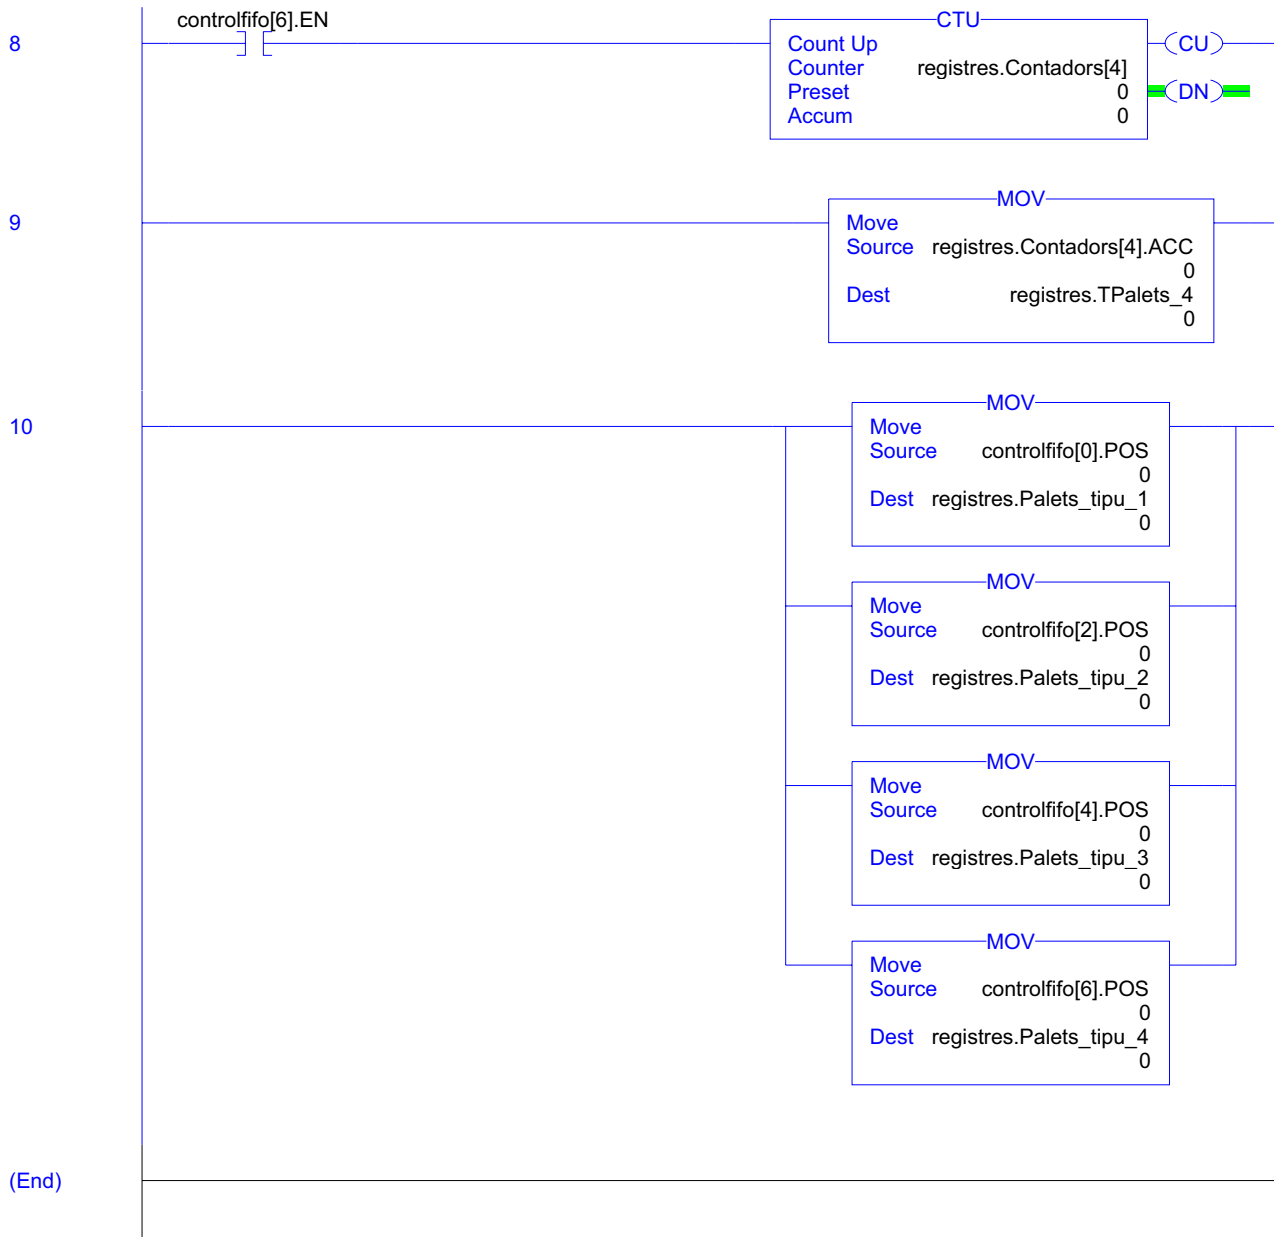 controlfifo[6].EN
CTU
8
Count Up
CU
Counter registres.Contadors[4]
Preset 0
DN
Accum 0
MOV
9
Move
Source registres.Contadors[4].ACC
0
Dest registres.TPalets_4
0
MOV
10
Move
Source controlfifo[0].POS
0
Dest registres.Palets_tipu_1
0
MOV
Move
Source controlfifo[2].POS
0
Dest registres.Palets_tipu_2
0
MOV
Move
Source controlfifo[4].POS
0
Dest registres.Palets_tipu_3
0
MOV
Move
Source controlfifo[6].POS
0
Dest registres.Palets_tipu_4
0
(End)